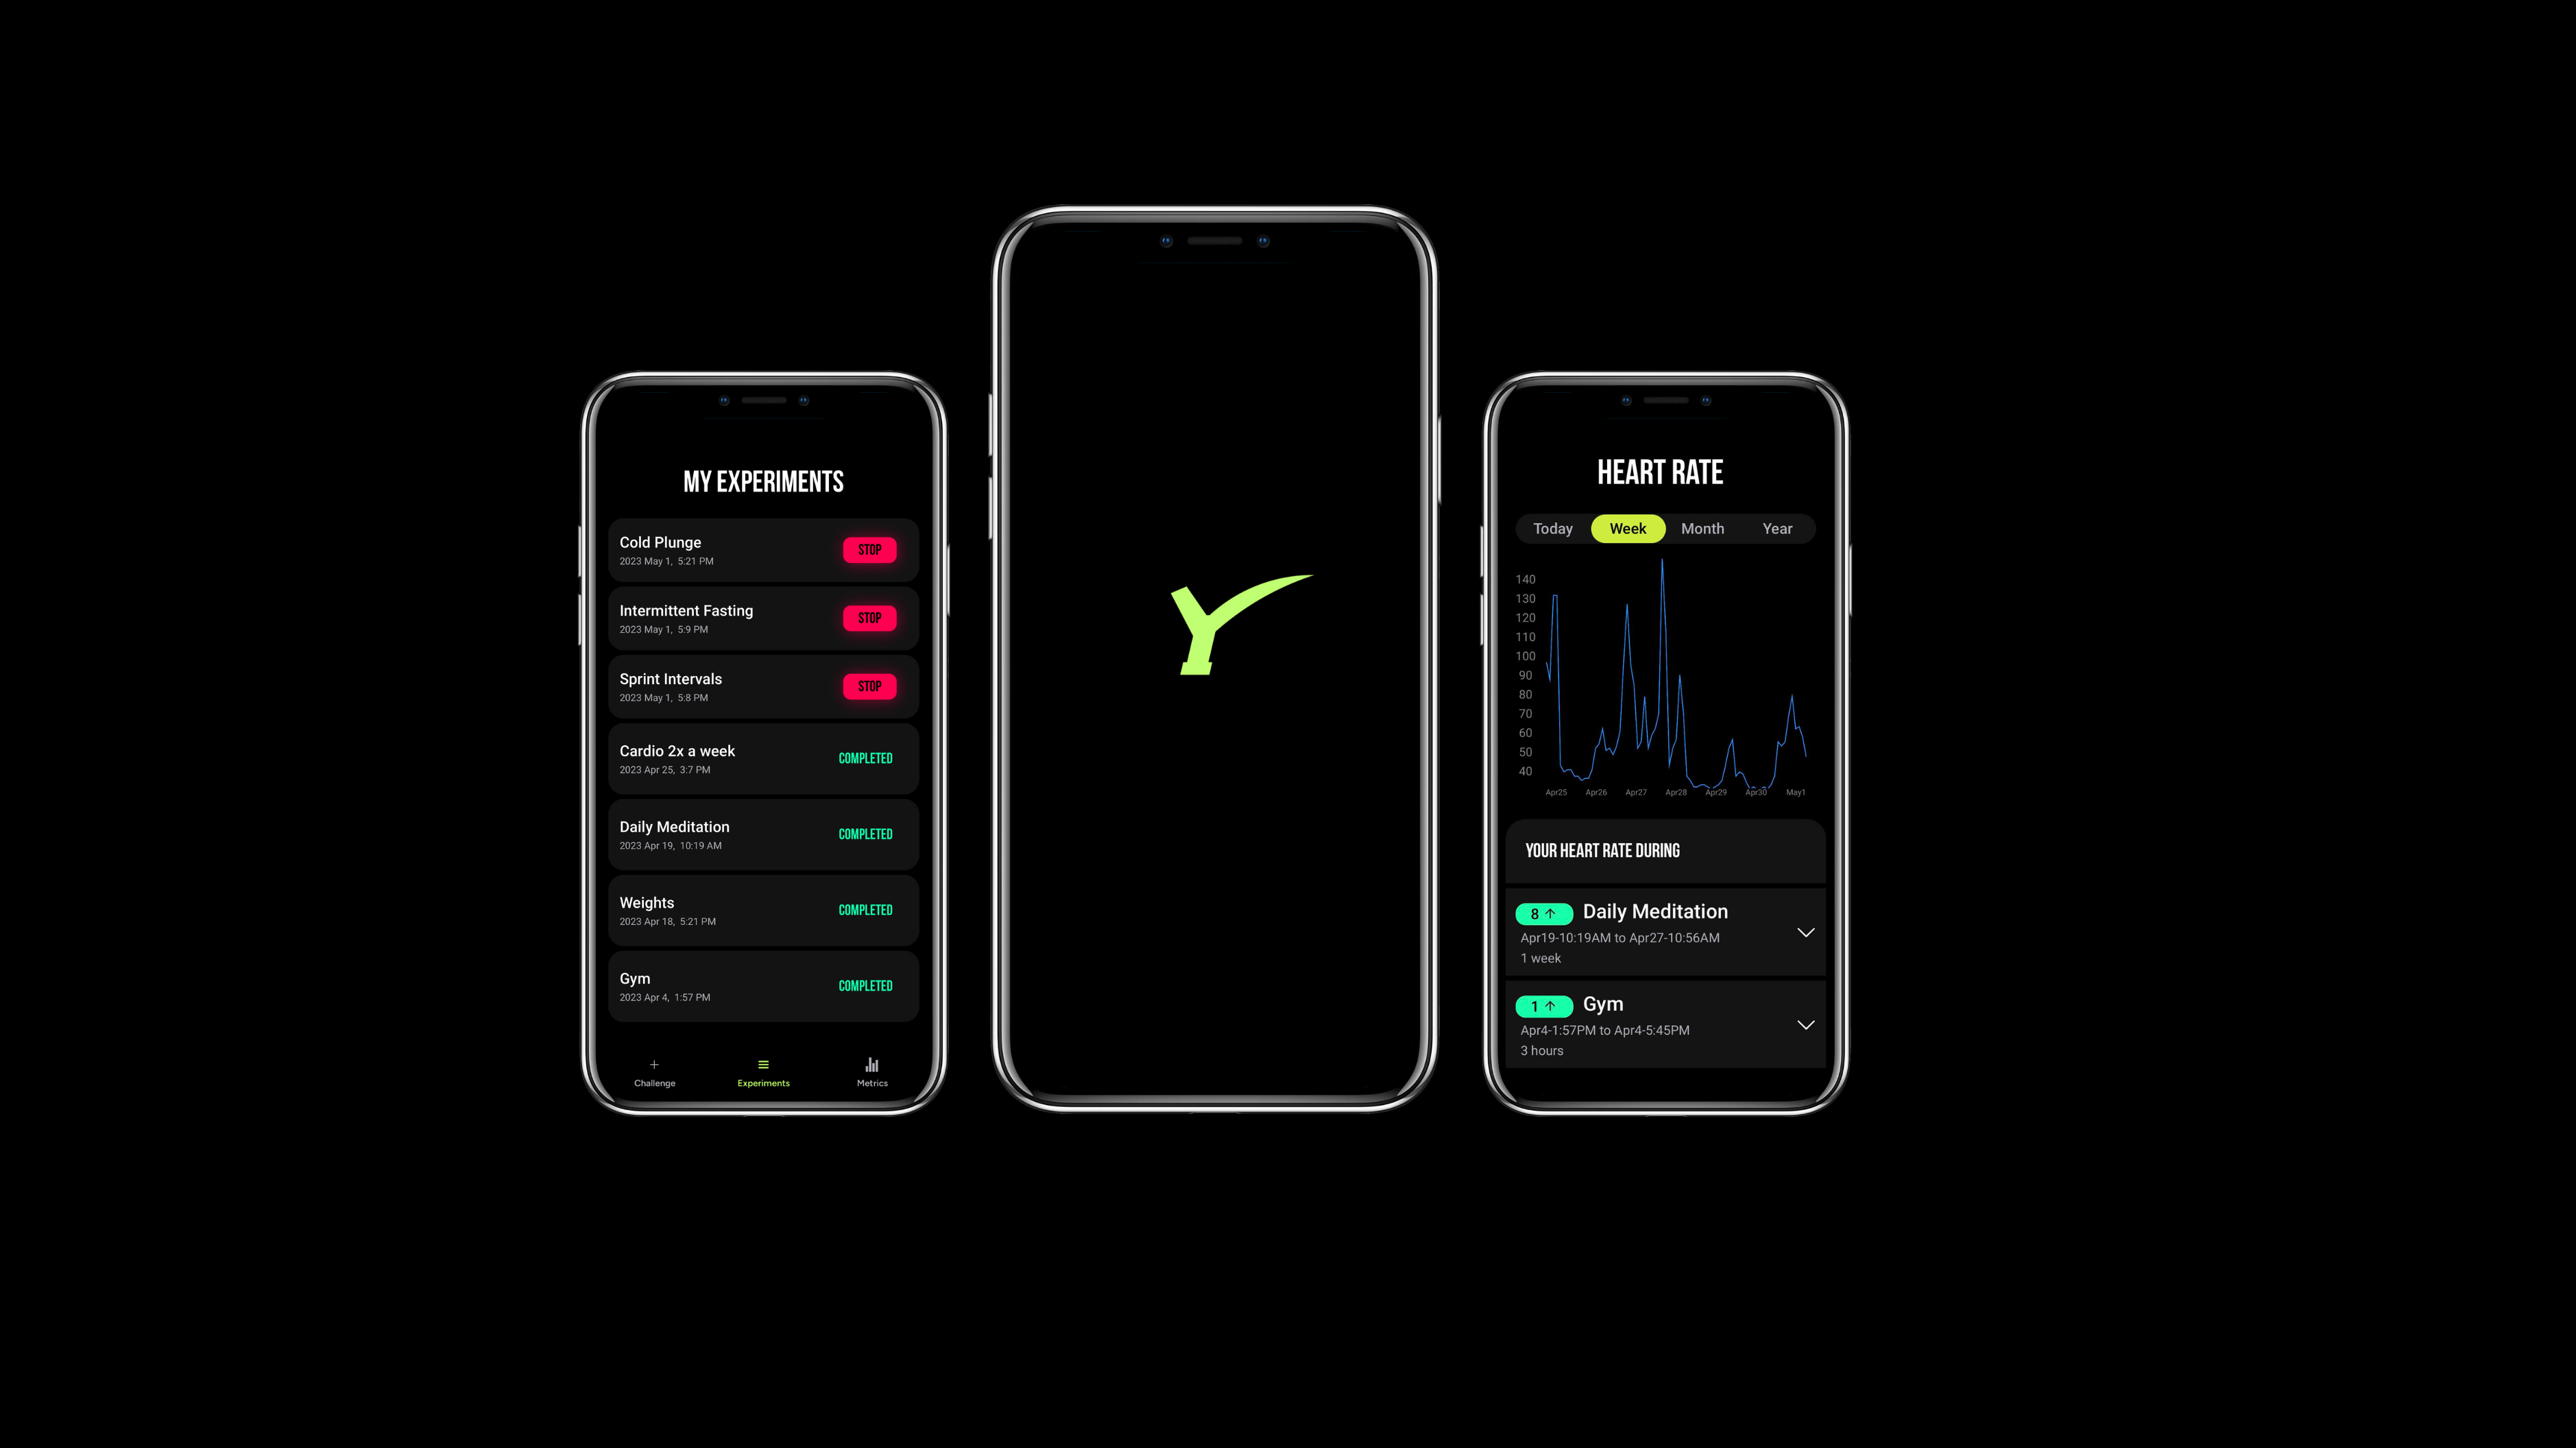 MY EXPERIMENTS
Cold Plunge
2023 May 1, 5:21 PM
STOP
Intermittent Fasting
2023 May 1, 5:9 PM
STOP
Sprint Intervals
2023 May 1, 5:8 PM
STOP
Cardio 2x a week
2023 Apr 25, 3:7 PM
COMPLETED
Daily Meditation
2023 Apr 19, 10:19 AM
COMPLETED
Weights
2023 Apr 18, 5:21 PM
COMPLETED
Gym
2023 Apr 4, 1:57 PM
COMPLETED
Challenge
Experiments
Metrics
Y
HEART RATE
Today Week Month Year
140
130
120
110
100
90
80
70
60
50
40
Apr25 Apr26 Apr27 Apr28 Apr29 Apr30 May1
YOUR HEART RATE DURING
8 ↑ Daily Meditation
Apr19-10:19AM to Apr27-10:56AM
1 week
1 ↑ Gym
Apr4-1:57PM to Apr4-5:45PM
3 hours